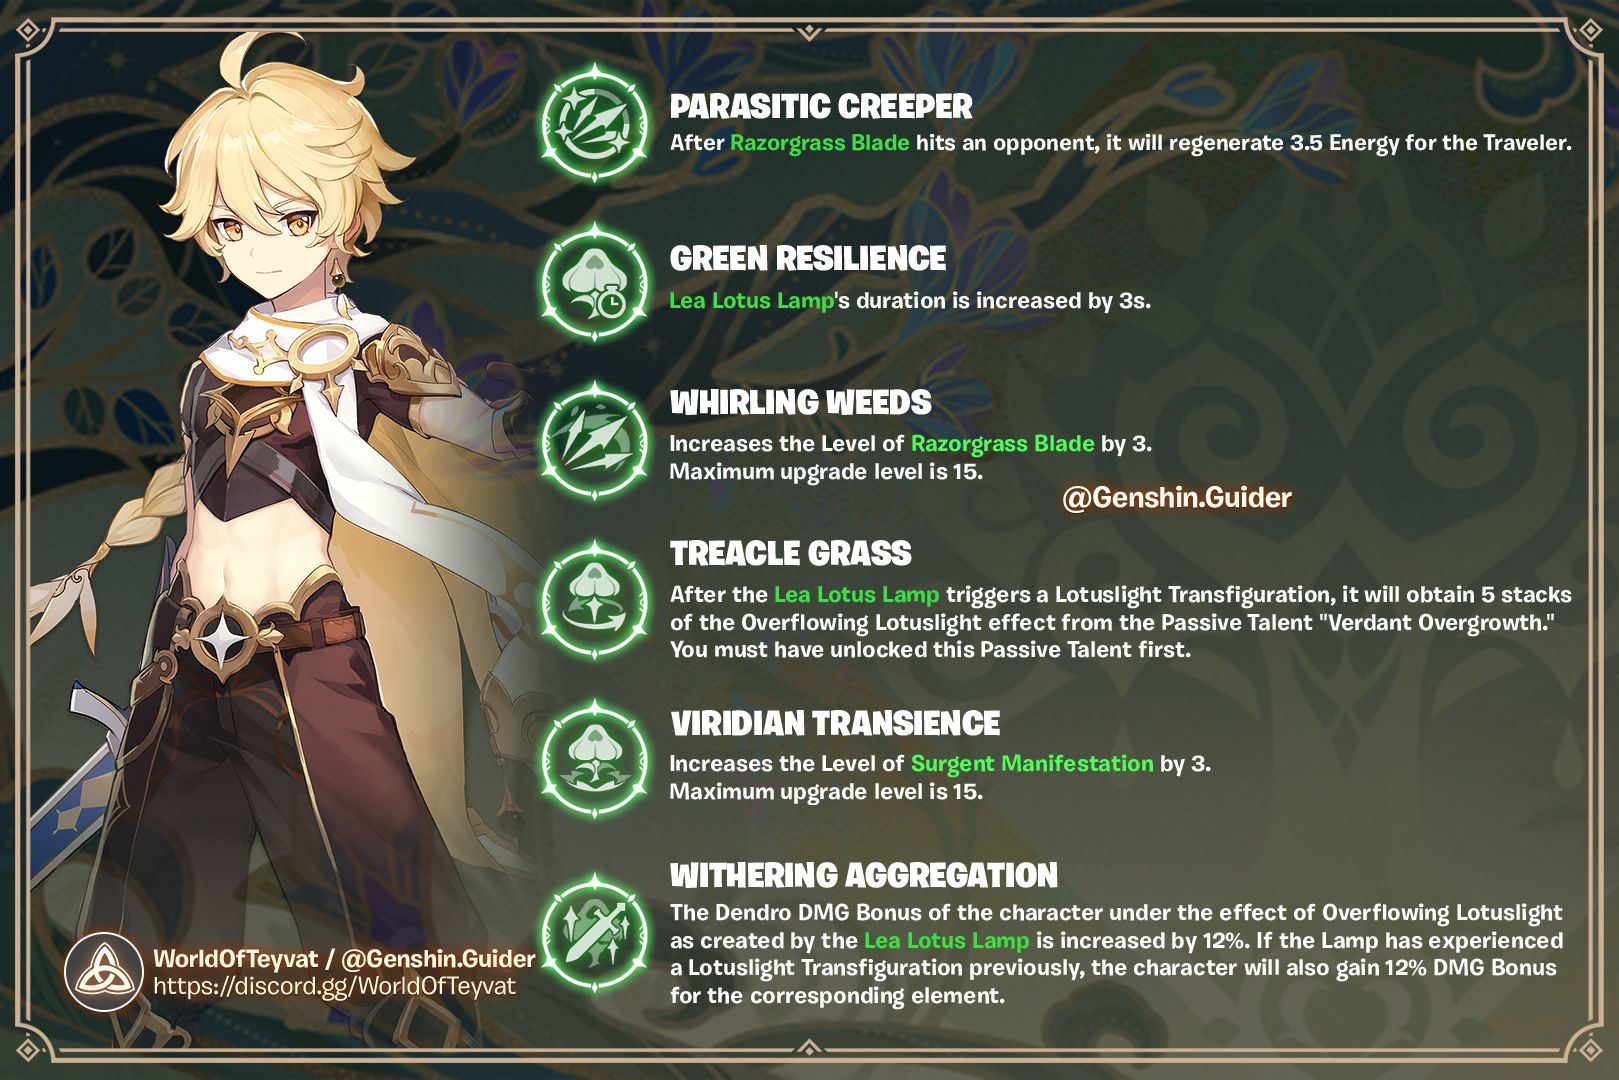 PARASITIC CREEPER
After Razorgrass Blade hits an opponent, it will regenerate 3.5 Energy for the Traveler.
GREEN RESILIENCE
Lea Lotus Lamp's duration is increased by 3s.
WHIRLING WEEDS
Increases the Level of Razorgrass Blade by 3.
Maximum upgrade level is 15.
@Genshin.Guider
TREACLE GRASS
After the Lea Lotus Lamp triggers a Lotuslight Transfiguration, it will obtain 5 stacks
of the Overflowing Lotuslight effect from the Passive Talent "Verdant Overgrowth."
You must have unlocked this Passive Talent first.
VIRIDIAN TRANSIENCE
Increases the Level of Surgent Manifestation by 3.
Maximum upgrade level is 15.
WITHERING AGGREGATION
The Dendro DMG Bonus of the character under the effect of Overflowing Lotuslight
as created by the Lea Lotus Lamp is increased by 12%. If the Lamp has experienced
a Lotuslight Transfiguration previously, the character will also gain 12% DMG Bonus
for the corresponding element.
WorldOfTeyvat / @Genshin.Guider
https://discord.gg/WorldOfTeyvat